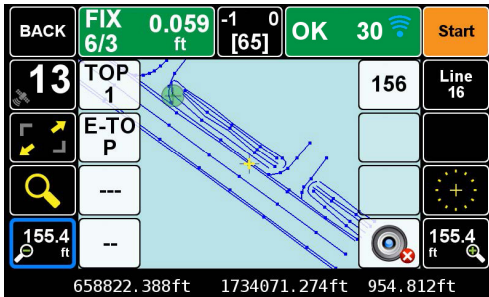 BACK
FIX 0.059
6/3 ft
-1 0
[65]
OK 30
Start
13
TOP
1
156
Line
16
E-TO
P
---
155.4
ft
--
155.4
ft
658822.388ft 1734071.274ft 954.812ft